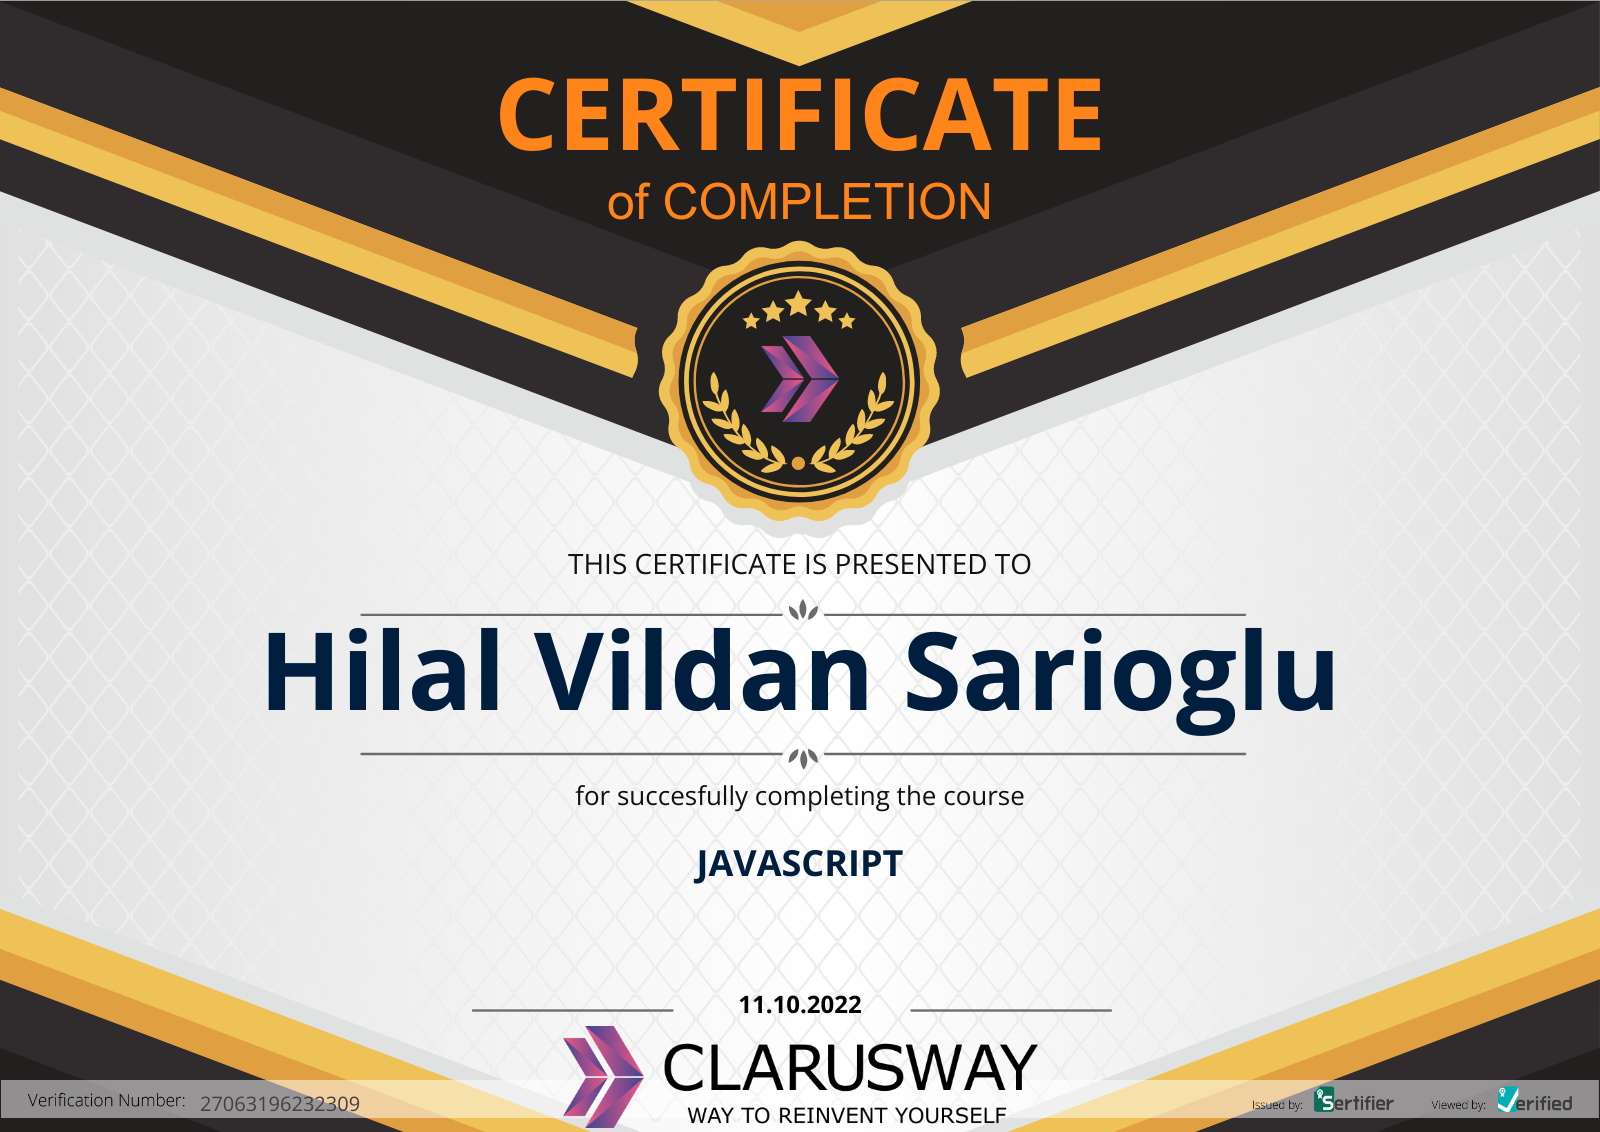 CERTIFICATE
of COMPLETION
THIS CERTIFICATE IS PRESENTED TO
Hilal Vildan Sarioglu
for succesfully completing the course
JAVASCRIPT
11.10.2022
CLARUSWAY
WAY TO REINVENT YOURSELF
Verification Number: 27063196232309
Issued by: Sertifier
Viewed by: Verified